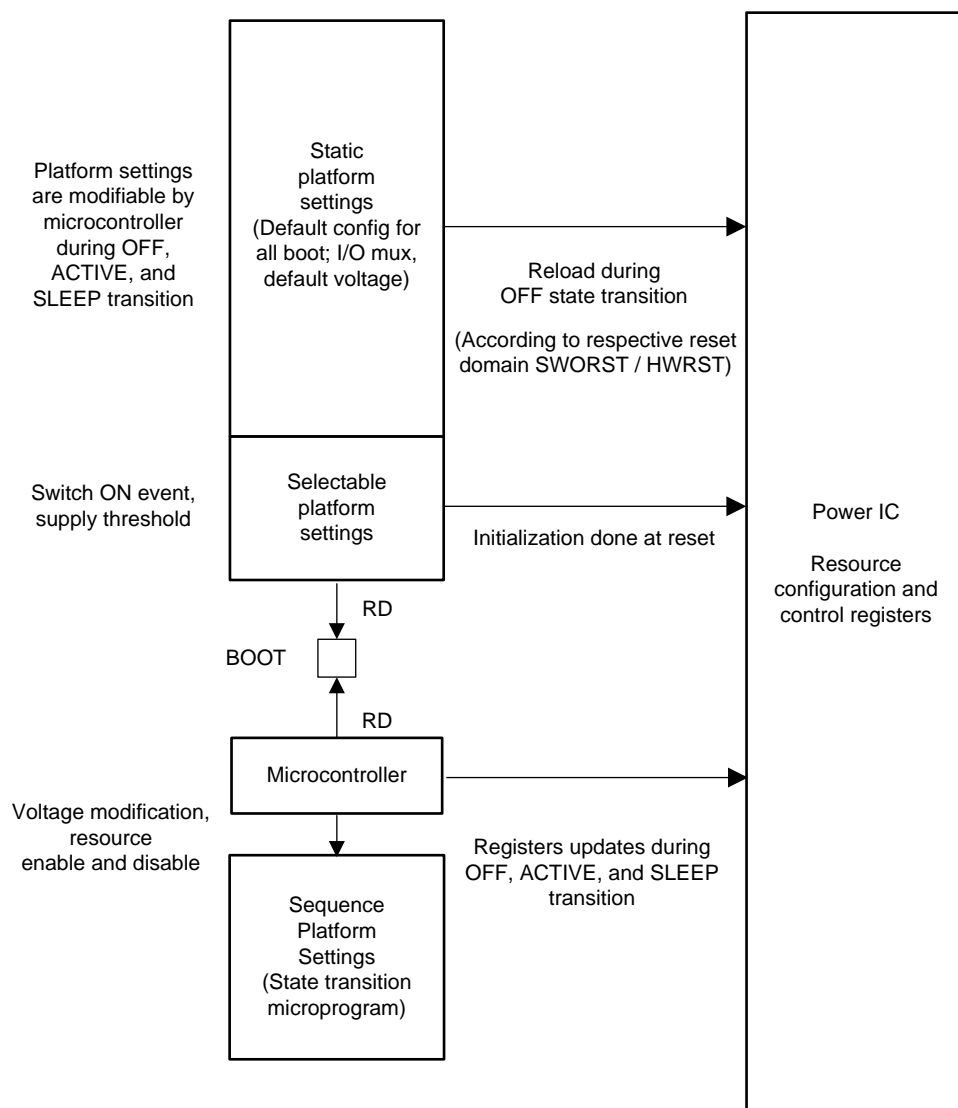 Static
platform
settings
(Default config for
all boot; I/O mux,
default voltage)
Platform settings
are modifiable by
microcontroller
during OFF,
ACTIVE, and
SLEEP transition
Reload during
OFF state transition
(According to respective reset
domain SWORST / HWRST)
Switch ON event,
supply threshold
Selectable
platform
settings
Initialization done at reset
Power IC
Resource
configuration and
control registers
RD
BOOT
RD
Microcontroller
Voltage modification,
resource
enable and disable
Registers updates during
OFF, ACTIVE, and SLEEP
transition
Sequence
Platform
Settings
(State transition
microprogram)